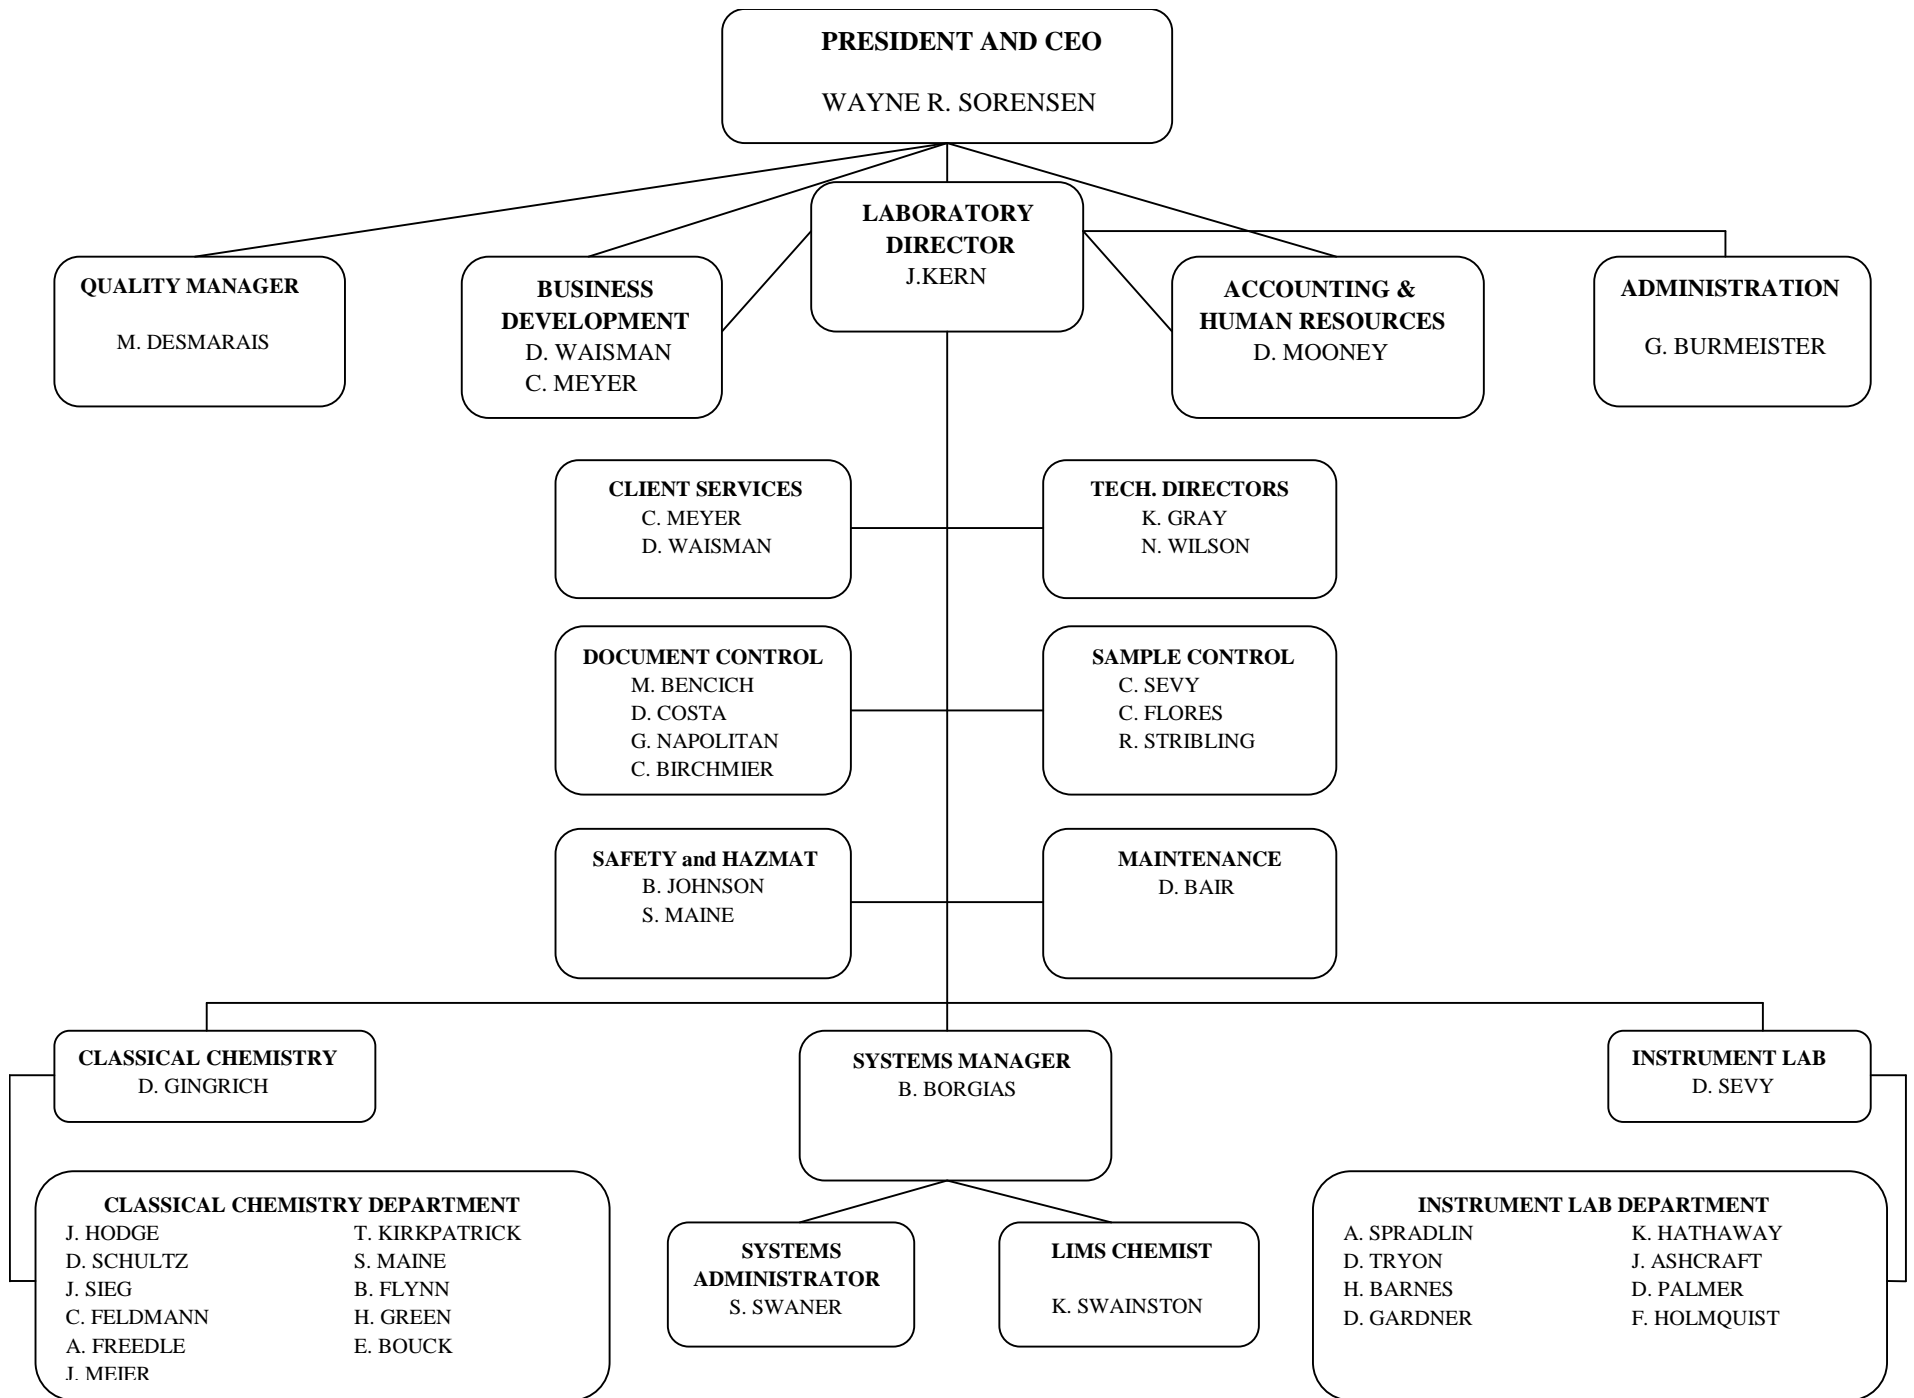 PRESIDENT AND CEO
WAYNE R. SORENSEN
LABORATORY
DIRECTOR
J.KERN
QUALITY MANAGER
M. DESMARAIS
BUSINESS
DEVELOPMENT
D. WAISMAN
C. MEYER
ACCOUNTING &
HUMAN RESOURCES
D. MOONEY
ADMINISTRATION
G. BURMEISTER
CLIENT SERVICES
C. MEYER
D. WAISMAN
TECH. DIRECTORS
K. GRAY
N. WILSON
DOCUMENT CONTROL
M. BENCICH
D. COSTA
G. NAPOLITAN
C. BIRCHMIER
SAMPLE CONTROL
C. SEVY
C. FLORES
R. STRIBLING
SAFETY and HAZMAT
B. JOHNSON
S. MAINE
MAINTENANCE
D. BAIR
CLASSICAL CHEMISTRY
D. GINGRICH
SYSTEMS MANAGER
B. BORGIAS
INSTRUMENT LAB
D. SEVY
CLASSICAL CHEMISTRY DEPARTMENT
J. HODGE T. KIRKPATRICK
D. SCHULTZ S. MAINE
J. SIEG B. FLYNN
C. FELDMANN H. GREEN
A. FREEDLE E. BOUCK
J. MEIER
SYSTEMS
ADMINISTRATOR
S. SWANER
LIMS CHEMIST
K. SWAINSTON
INSTRUMENT LAB DEPARTMENT
A. SPRADLIN K. HATHAWAY
D. TRYON J. ASHCRAFT
H. BARNES D. PALMER
D. GARDNER F. HOLMQUIST